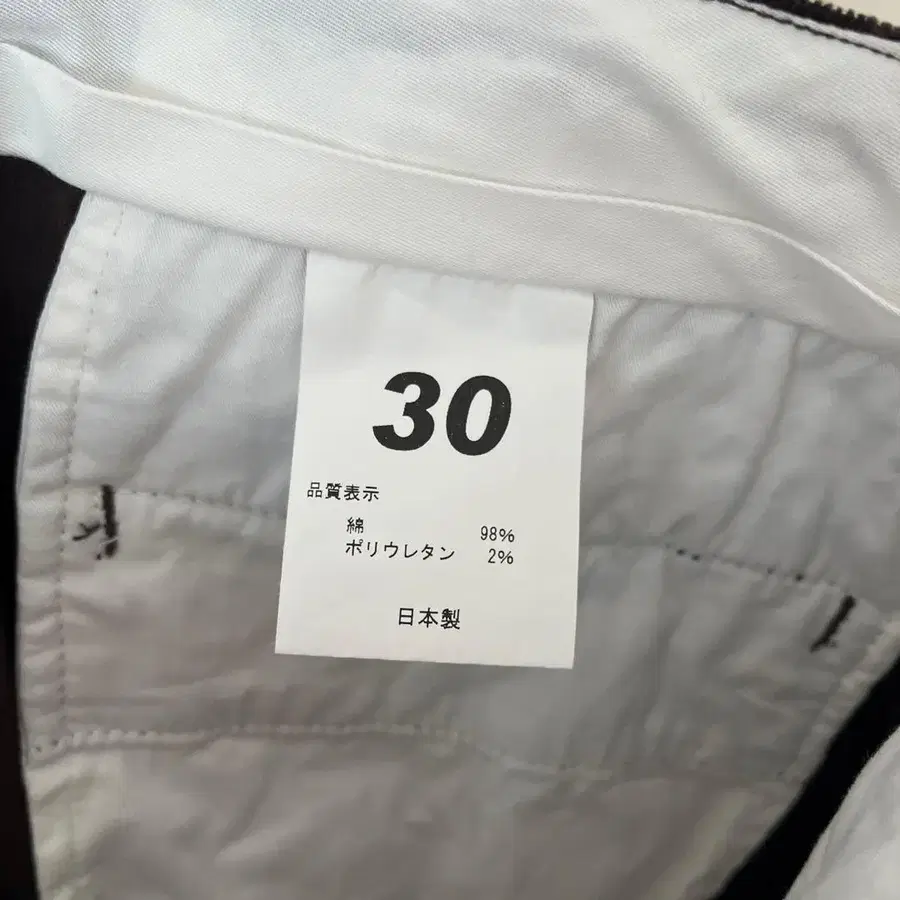 30
品質表示
綿 98%
ポリウレタン 2%
日本製